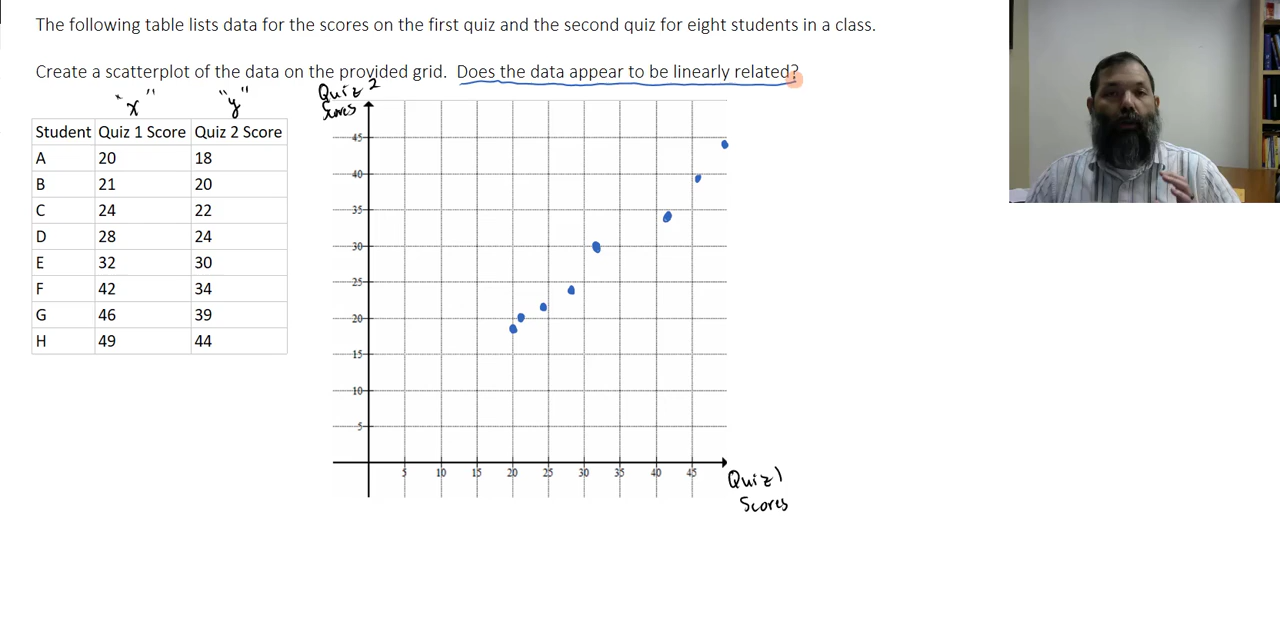 The following table lists data for the scores on the first quiz and the second quiz for eight students in a class.
Create a scatterplot of the data on the provided grid. Does the data appear to be linearly related?
"x" "y"
Student Quiz 1 Score Quiz 2 Score
A 20 18
B 21 20
C 24 22
D 28 24
E 32 30
F 42 34
G 46 39
H 49 44
Quiz 2
Scores
45
40
35
30
25
20
15
10
5
5 10 15 20 25 30 35 40 45
Quiz 1
Scores